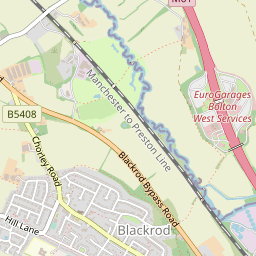 M61
Manchester to Preston Line
EuroGarages
Bolton
West Services
B5408
Chorley Road
Blackrod Bypass Road
Hill Lane
Blackrod